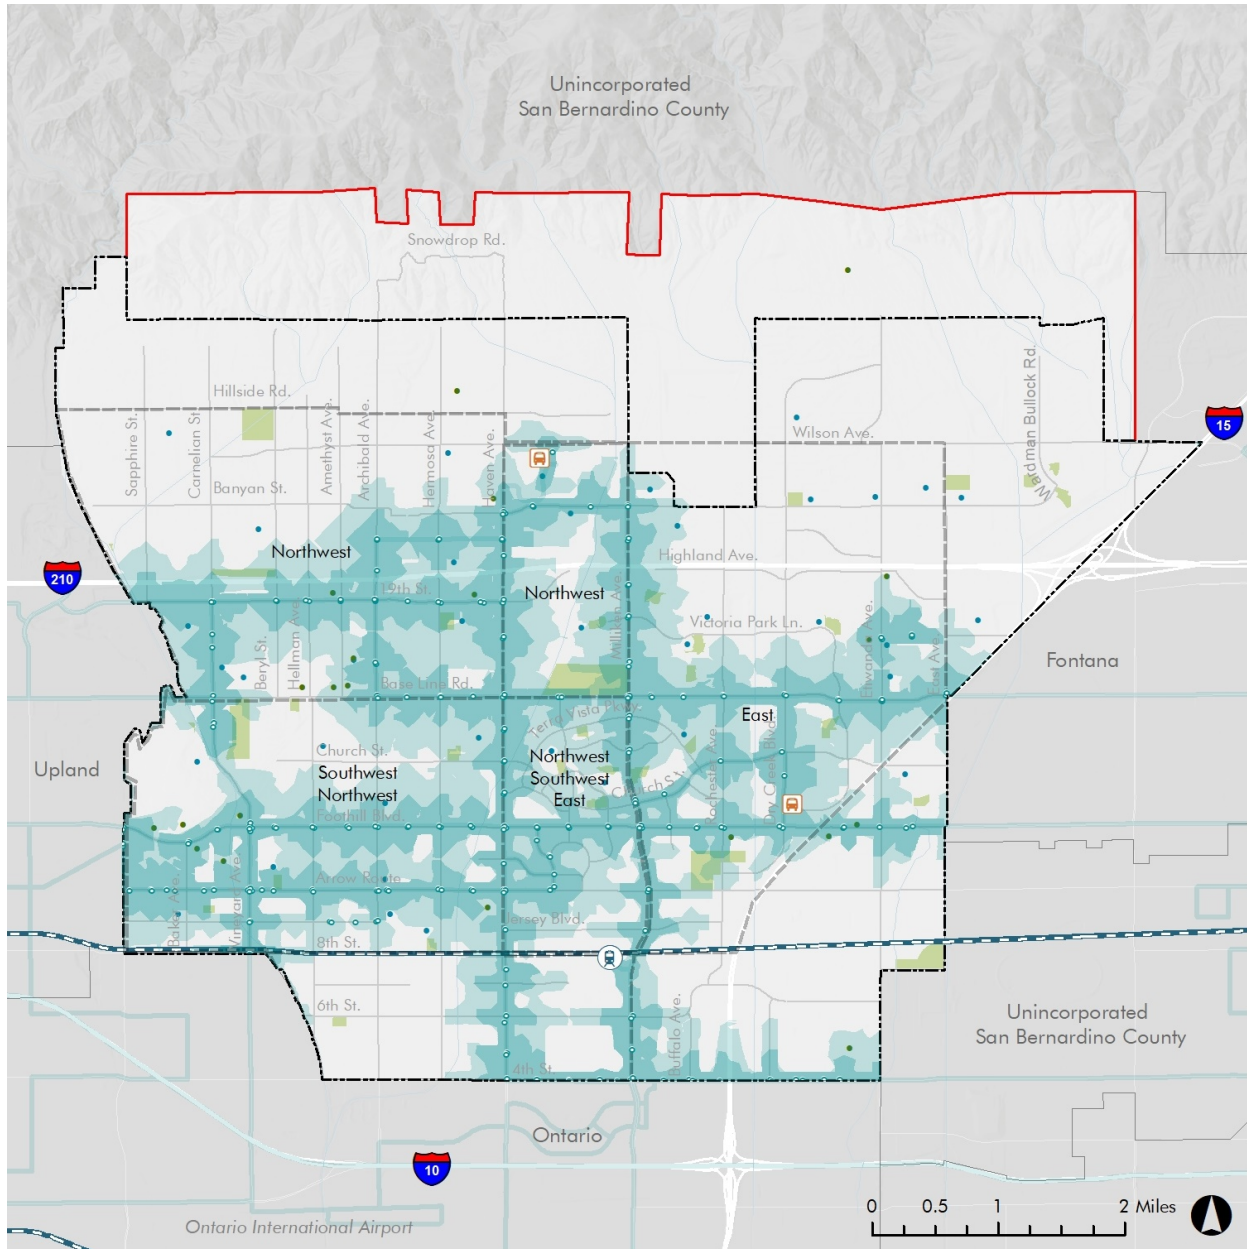 Unincorporated
San Bernardino County
Snowdrop Rd.
Hillside Rd.
Sapphire St.
Carnelian St
Amethyst Ave.
Archibald Ave.
Hermosa Ave.
Haven Ave.
Wilson Ave.
Wardman Bullock Rd.
15
Banyan St.
Northwest
Highland Ave.
210
19th St.
Northwest
Milliken Ave.
Victoria Park Ln.
Beryl St.
Hellman Ave.
Etiwanda Ave.
East Ave.
Fontana
Base Line Rd.
Terra Vista Pkwy.
East
Upland
Church St.
Southwest
Northwest
Northwest
Southwest
East
Church St.
Rochester Ave.
Day Creek Blvd.
Foothill Blvd.
Arrow Route
Baker Ave.
Vineyard Ave.
Jersey Blvd.
8th St.
6th St.
Buffalo Ave.
Unincorporated
San Bernardino County
4th St.
Ontario
10
Ontario International Airport
0 0.5 1 2 Miles